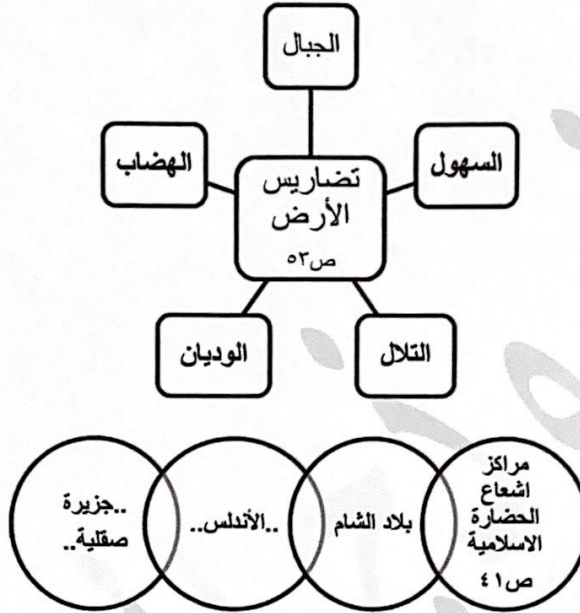 الجبال
السهول
الهضاب
تضاريس
الأرض
ص٥٣
التلال
الوديان
مراكز
اشعاع
الحضارة
الاسلامية
ص٤١
بلاد الشام
..الأندلس..
..جزيرة
صقلية..